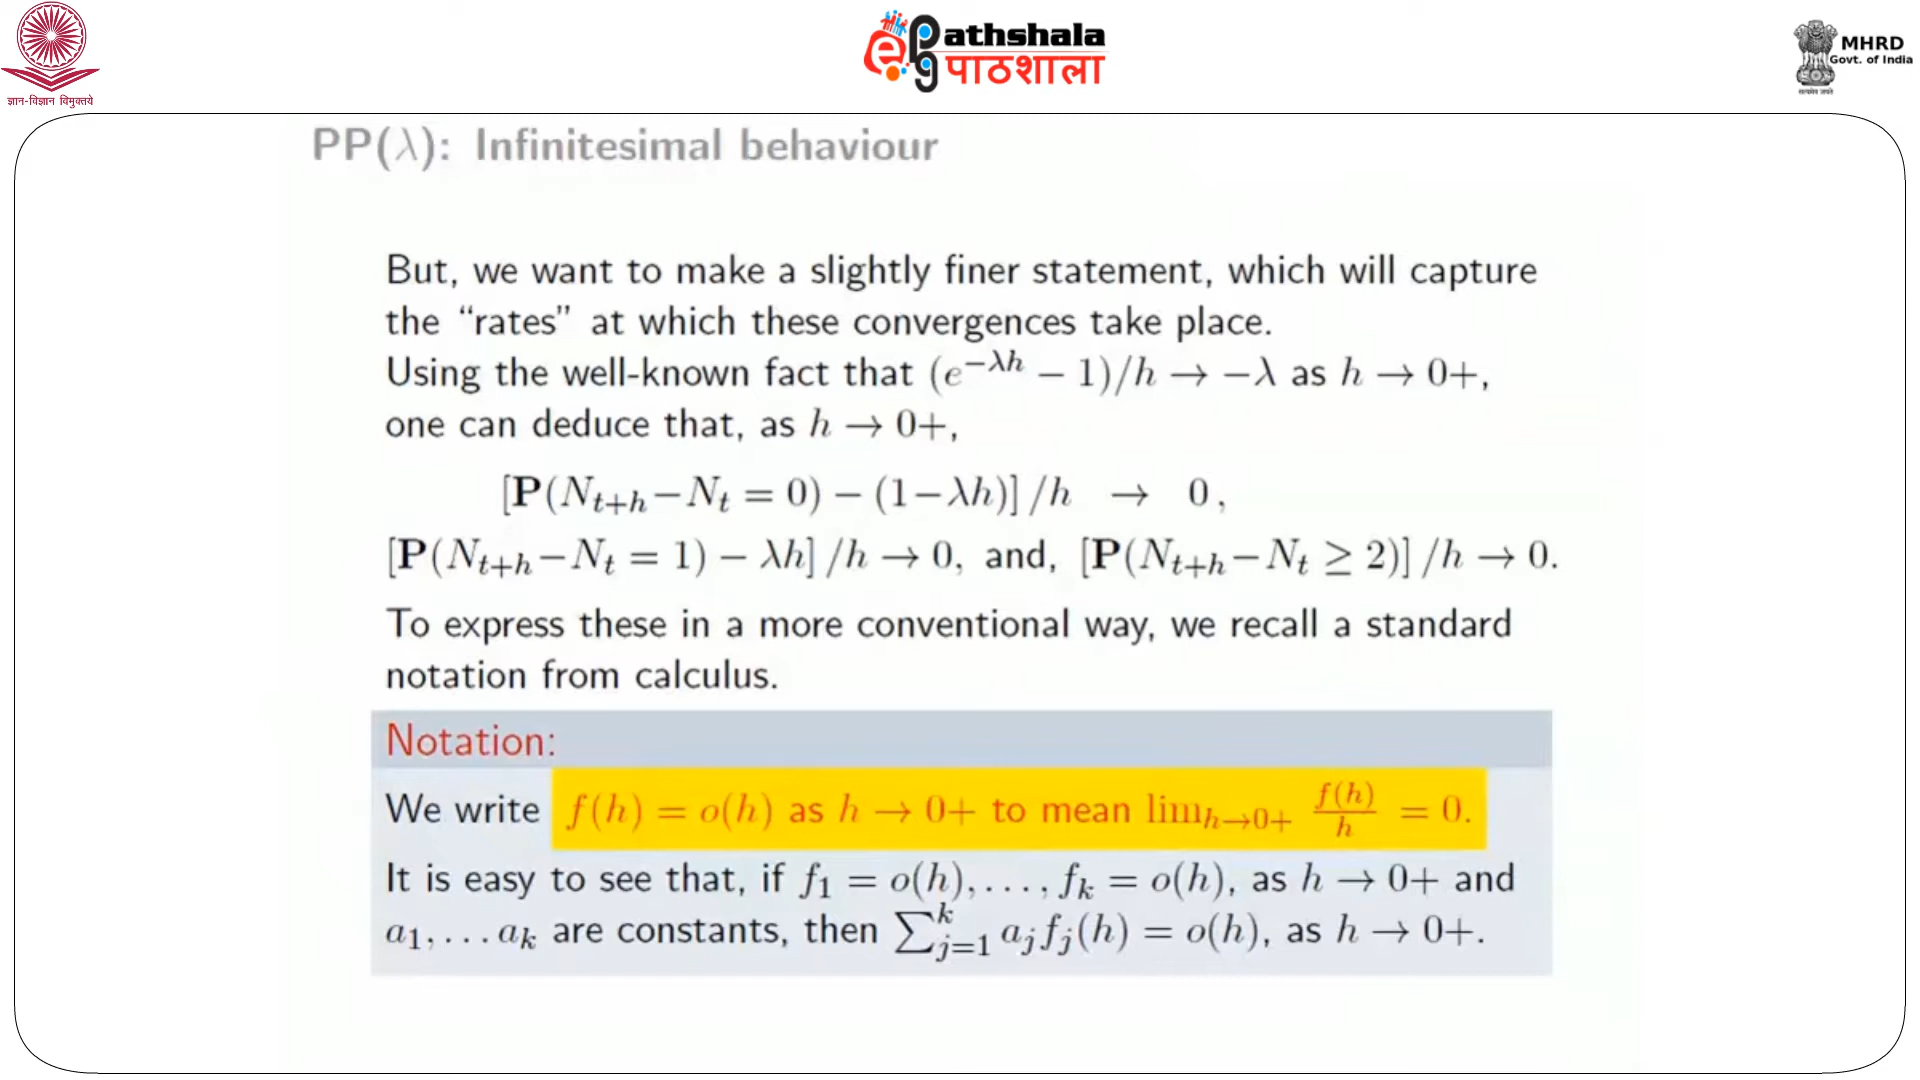 ज्ञान-विज्ञान विमुक्तये
ePG Pathshala
पाठशाला
MHRD
Govt. of India
सत्यमेव जयते
PP(λ): Infinitesimal behaviour
But, we want to make a slightly finer statement, which will capture
the “rates” at which these convergences take place.
Using the well-known fact that (e^{−λh} − 1)/h → −λ as h → 0+,
one can deduce that, as h → 0+,
[P(N_{t+h}−N_t = 0) − (1−λh)] /h → 0,
[P(N_{t+h}−N_t = 1) − λh] /h → 0, and, [P(N_{t+h}−N_t ≥ 2)] /h → 0.
To express these in a more conventional way, we recall a standard
notation from calculus.
Notation:
We write f(h) = o(h) as h → 0+ to mean lim_{h→0+} f(h)/h = 0.
It is easy to see that, if f_1 = o(h), . . . , f_k = o(h), as h → 0+ and
a_1, . . . a_k are constants, then ∑_{j=1}^{k} a_j f_j(h) = o(h), as h → 0+.